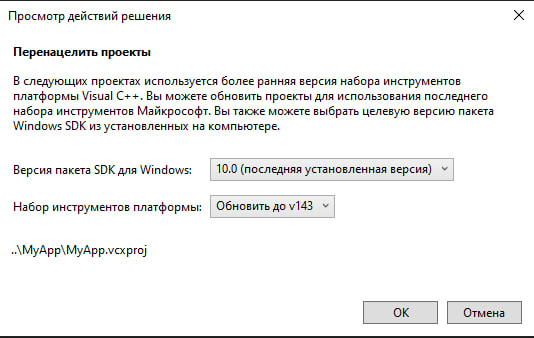 Просмотр действий решения
Перенацелить проекты
В следующих проектах используется более ранняя версия набора инструментов
платформы Visual C++. Вы можете обновить проекты для использования последнего
набора инструментов Майкрософт. Вы также можете выбрать целевую версию пакета
Windows SDK из установленных на компьютере.
Версия пакета SDK для Windows: 10.0 (последняя установленная версия)
Набор инструментов платформы: Обновить до v143
..\MyApp\MyApp.vcxproj
ОК Отмена